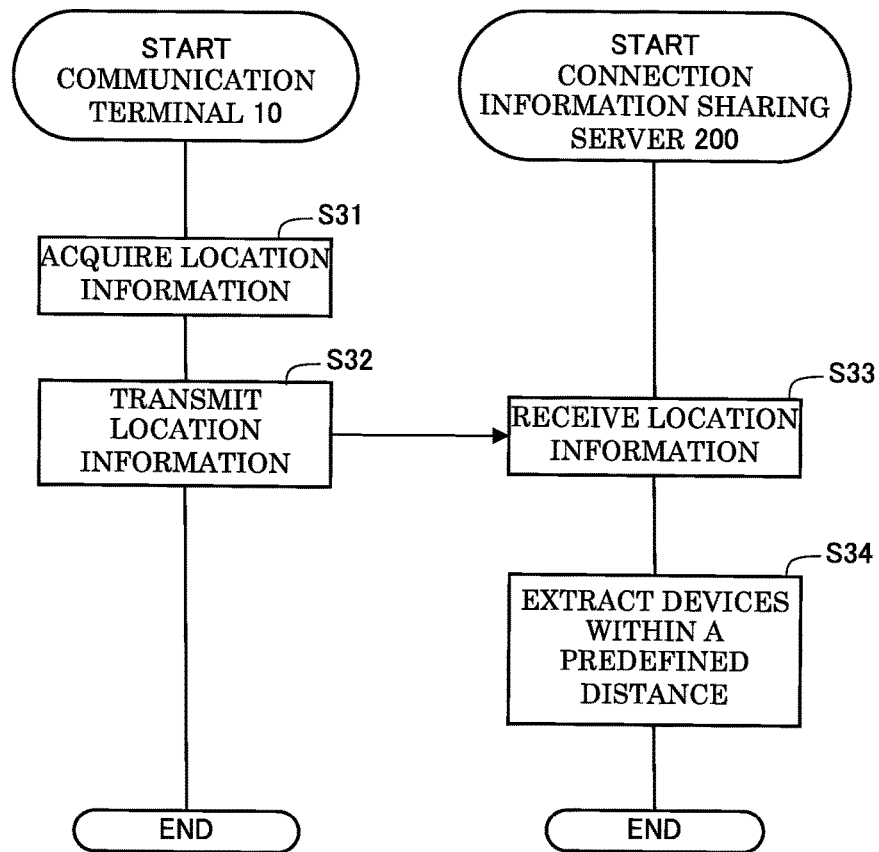 START
COMMUNICATION
TERMINAL 10
START
CONNECTION
INFORMATION SHARING
SERVER 200
S31
ACQUIRE LOCATION
INFORMATION
S32
TRANSMIT
LOCATION
INFORMATION
S33
RECEIVE LOCATION
INFORMATION
S34
EXTRACT DEVICES
WITHIN A
PREDEFINED
DISTANCE
END
END